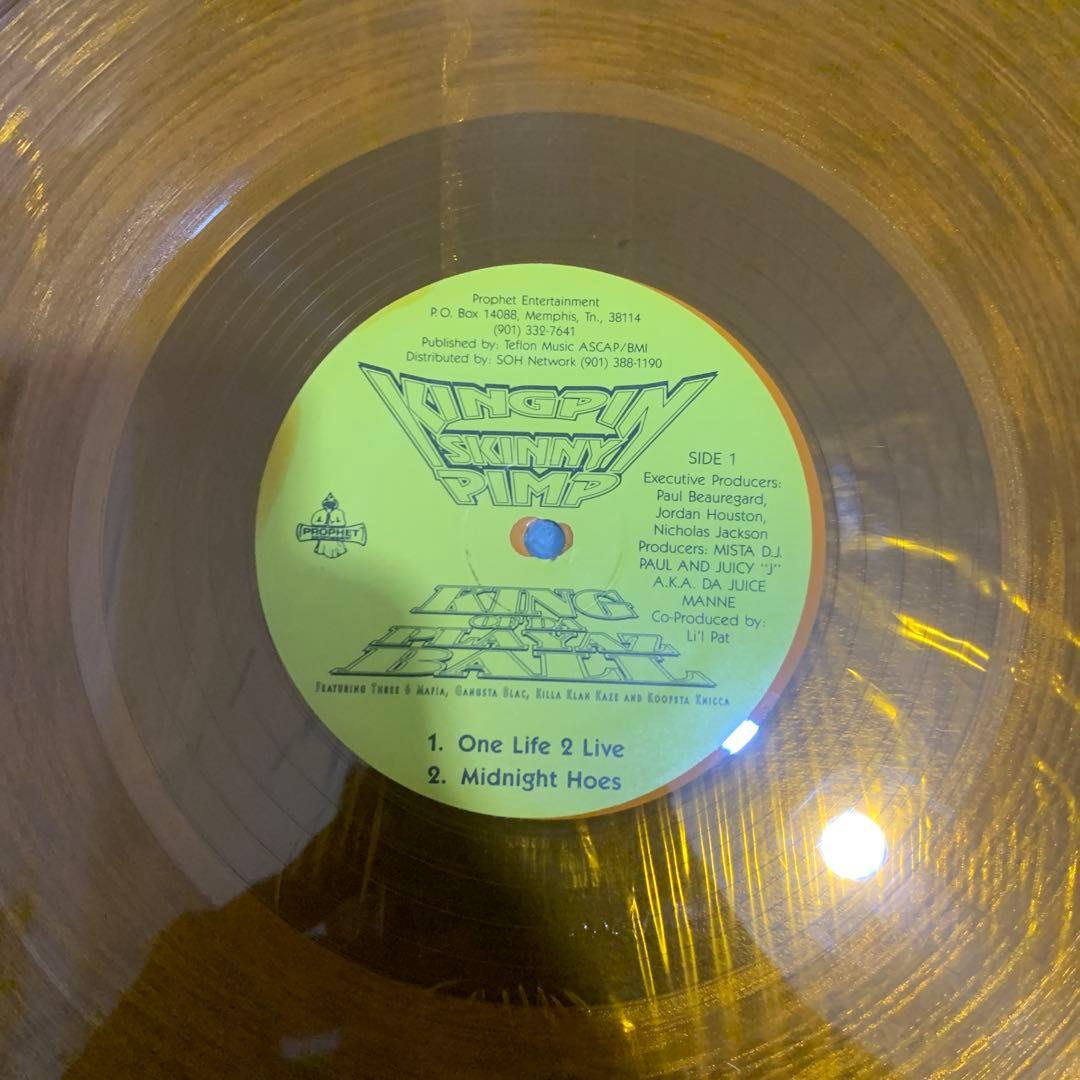 Prophet Entertainment
P.O. Box 14088, Memphis, Tn., 38114
(901) 332-7641
Published by: Teflon Music ASCAP/BMI
Distributed by: SOH Network (901) 388-1190
KINGPIN
SKINNY
PIMP
SIDE 1
Executive Producers:
Paul Beauregard,
Jordan Houston,
Nicholas Jackson
Producers: MISTA D.J.
PAUL AND JUICY "J"
A.K.A. DA JUICE
MANNE
Co-Produced by:
Li'l Pat
PROPHET
KING
OF DA
PLAYAZ
BALL
Featuring Three 6 Mafia, Gangsta Blac, Killa Klan Kaze and Koopsta Knicca
1. One Life 2 Live
2. Midnight Hoes